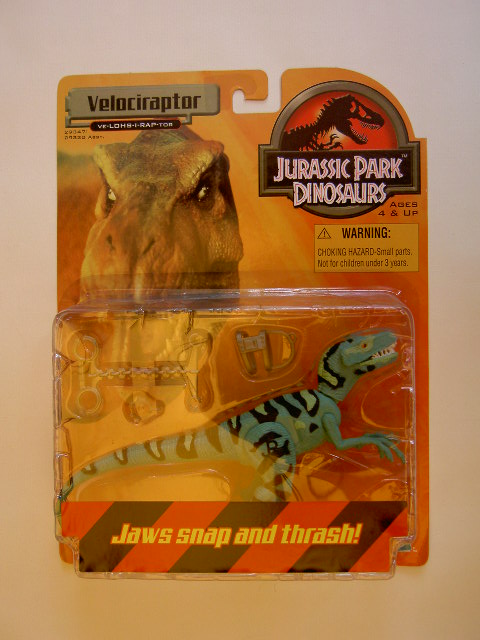 Velociraptor
VE-LOHS-I-RAP-TOR
JURASSIC PARK™
DINOSAURS
AGES
4 & UP
⚠ WARNING:
CHOKING HAZARD-Small parts.
Not for children under 3 years.
Jaws snap and thrash!